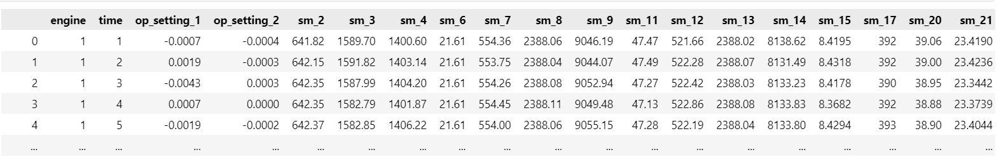 engine time op_setting_1 op_setting_2 sm_2 sm_3 sm_4 sm_6 sm_7 sm_8 sm_9 sm_11 sm_12 sm_13 sm_14 sm_15 sm_17 sm_20 sm_21
0 1 1 -0.0007 -0.0004 641.82 1589.70 1400.60 21.61 554.36 2388.06 9046.19 47.47 521.66 2388.02 8138.62 8.4195 392 39.06 23.4190
1 1 2 0.0019 -0.0003 642.15 1591.82 1403.14 21.61 553.75 2388.04 9044.07 47.49 522.28 2388.07 8131.49 8.4318 392 39.00 23.4236
2 1 3 -0.0043 0.0003 642.35 1587.99 1404.20 21.61 554.26 2388.08 9052.94 47.27 522.42 2388.03 8133.23 8.4178 390 38.95 23.3442
3 1 4 0.0007 0.0000 642.35 1582.79 1401.87 21.61 554.45 2388.11 9049.48 47.13 522.86 2388.08 8133.83 8.3682 392 38.88 23.3739
4 1 5 -0.0019 -0.0002 642.37 1582.85 1406.22 21.61 554.00 2388.06 9055.15 47.28 522.19 2388.04 8133.80 8.4294 393 38.90 23.4044
... ... ... ... ... ... ... ... ... ... ... ... ... ... ... ... ... ... ... ...